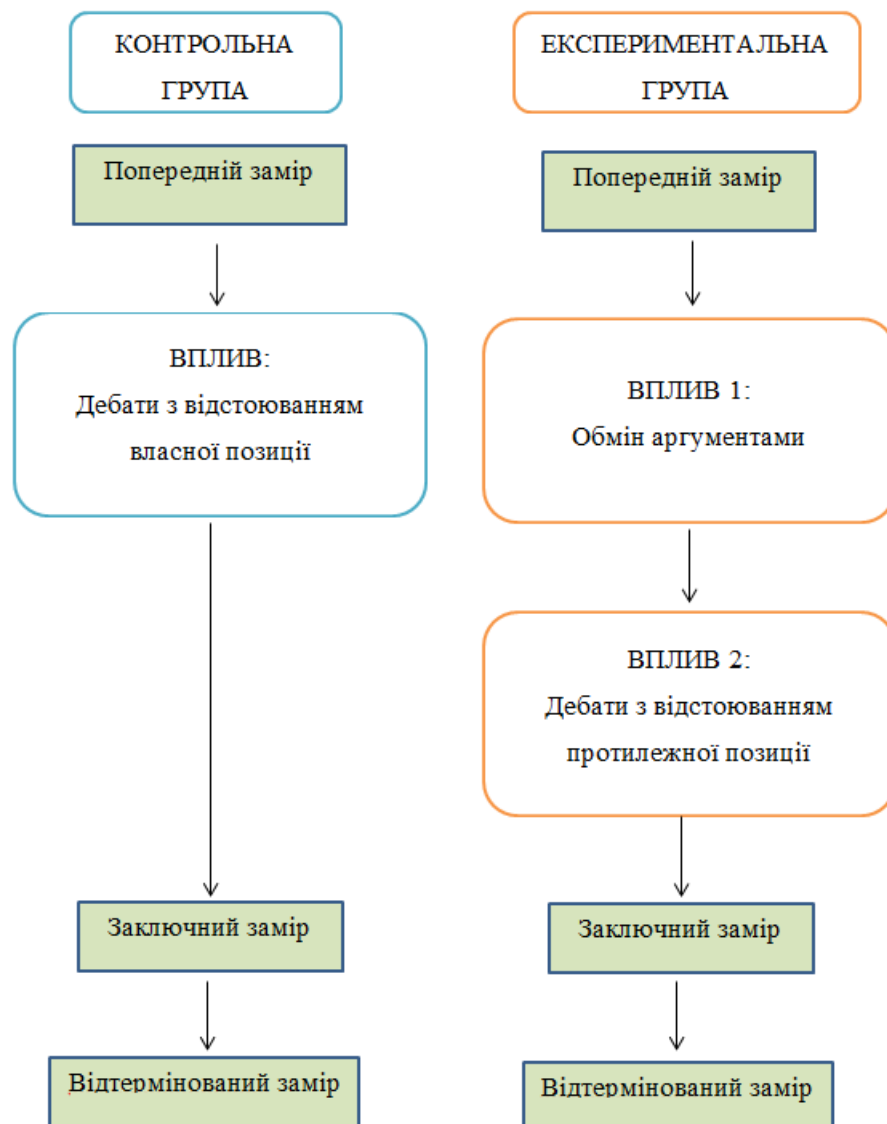 КОНТРОЛЬНА
ГРУПА
Попередній замір
ВПЛИВ:
Дебати з відстоюванням
власної позиції
Заключний замір
Відтермінований замір
ЕКСПЕРИМЕНТАЛЬНА
ГРУПА
Попередній замір
ВПЛИВ 1:
Обмін аргументами
ВПЛИВ 2:
Дебати з відстоюванням
протилежної позиції
Заключний замір
Відтермінований замір